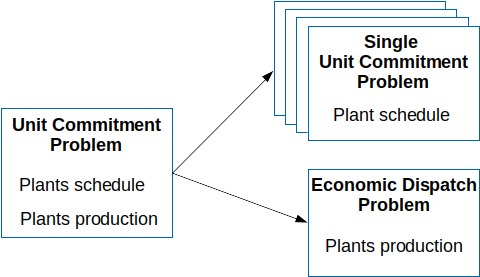 Unit Commitment
Problem
Plants schedule
Plants production
Single
Unit Commitment
Problem
Plant schedule
Economic Dispatch
Problem
Plants production